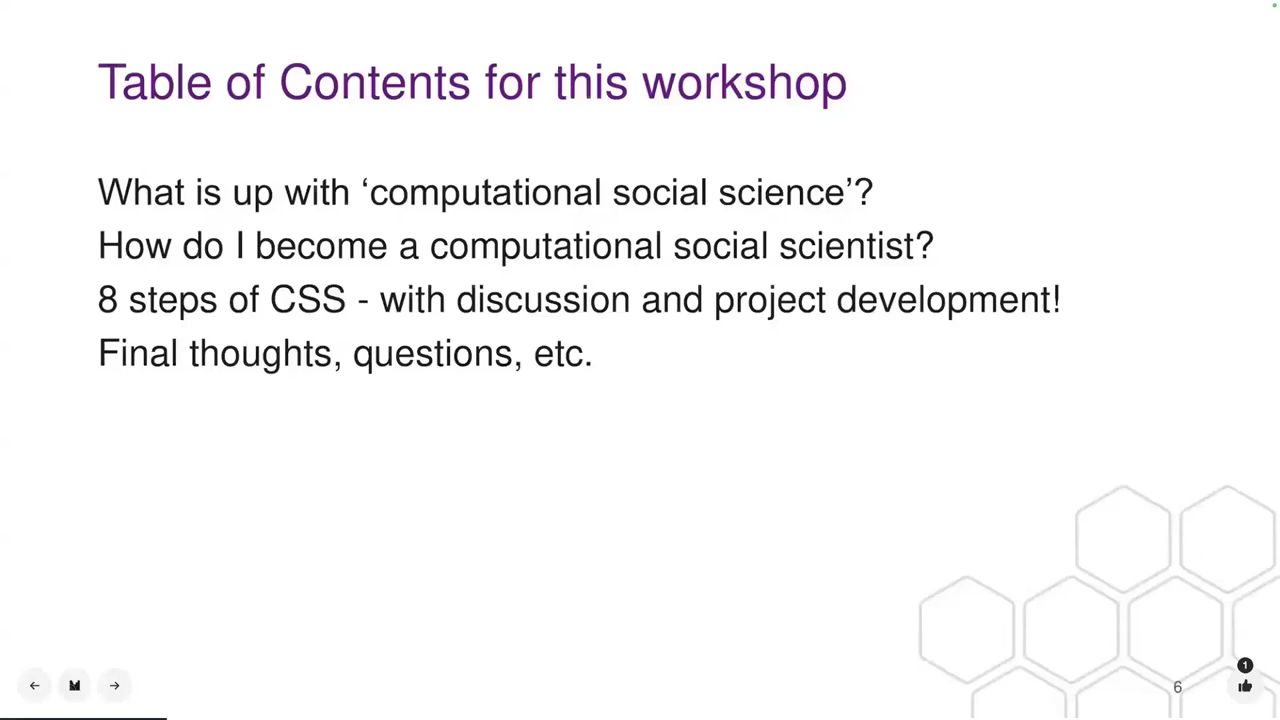 Table of Contents for this workshop
What is up with ‘computational social science’?
How do I become a computational social scientist?
8 steps of CSS - with discussion and project development!
Final thoughts, questions, etc.
1
6